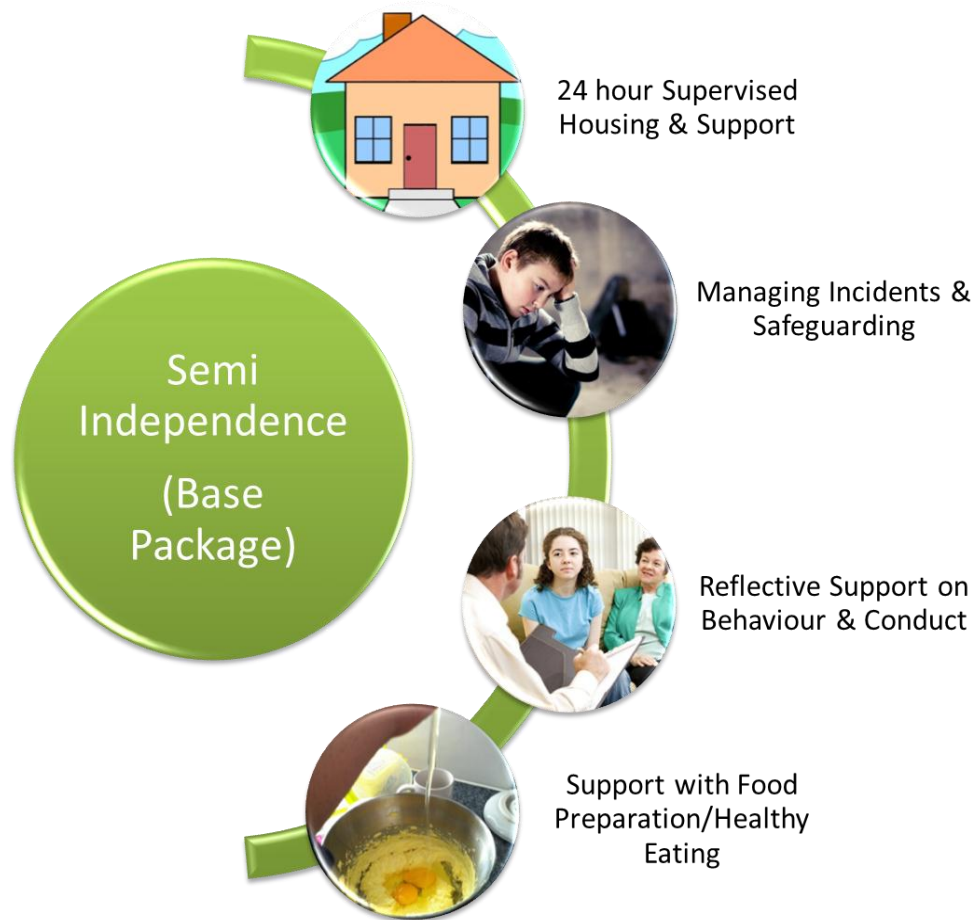 24 hour Supervised
Housing & Support
Managing Incidents &
Safeguarding
Semi
Independence
(Base
Package)
Reflective Support on
Behaviour & Conduct
Support with Food
Preparation/Healthy
Eating